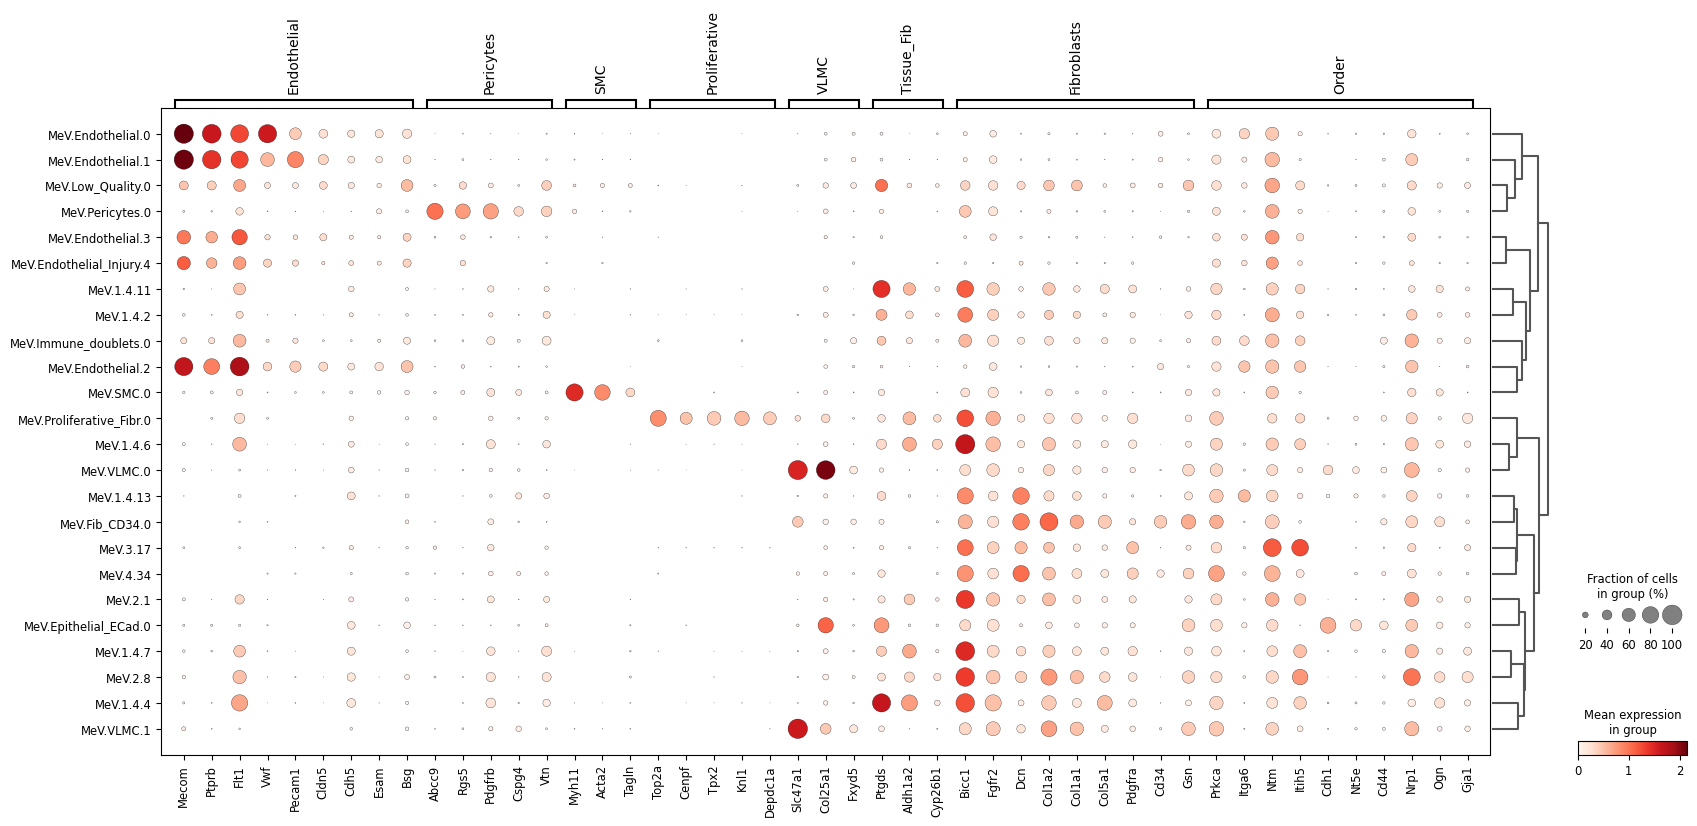 Endothelial
Pericytes
SMC
Proliferative
VLMC
Tissue_Fib
Fibroblasts
Order
MeV.Endothelial.0
MeV.Endothelial.1
MeV.Low_Quality.0
MeV.Pericytes.0
MeV.Endothelial.3
MeV.Endothelial_Injury.4
MeV.1.4.11
MeV.1.4.2
MeV.Immune_doublets.0
MeV.Endothelial.2
MeV.SMC.0
MeV.Proliferative_Fibr.0
MeV.1.4.6
MeV.VLMC.0
MeV.1.4.13
MeV.Fib_CD34.0
MeV.3.17
MeV.4.34
MeV.2.1
MeV.Epithelial_ECad.0
MeV.1.4.7
MeV.2.8
MeV.1.4.4
MeV.VLMC.1
Mecom
Ptprb
Flt1
Vwf
Pecam1
Cldn5
Cdh5
Esam
Bsg
Abcc9
Rgs5
Pdgfrb
Cspg4
Vtn
Myh11
Acta2
Tagln
Top2a
Cenpf
Tpx2
Knl1
Depdc1a
Slc47a1
Col25a1
Fxyd5
Ptgds
Aldh1a2
Cyp26b1
Bicc1
Fgfr2
Dcn
Col1a2
Col1a1
Col5a1
Pdgfra
Cd34
Gsn
Prkca
Itga6
Ntm
Itih5
Cdh1
Nt5e
Cd44
Nrp1
Ogn
Gja1
Fraction of cells
in group (%)
20 40 60 80 100
Mean expression
in group
0 1 2